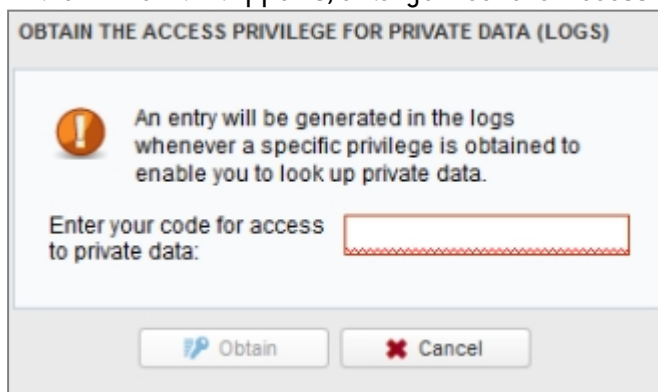 OBTAIN THE ACCESS PRIVILEGE FOR PRIVATE DATA (LOGS)
An entry will be generated in the logs
whenever a specific privilege is obtained to
enable you to look up private data.
Enter your code for access
to private data:
Obtain
Cancel